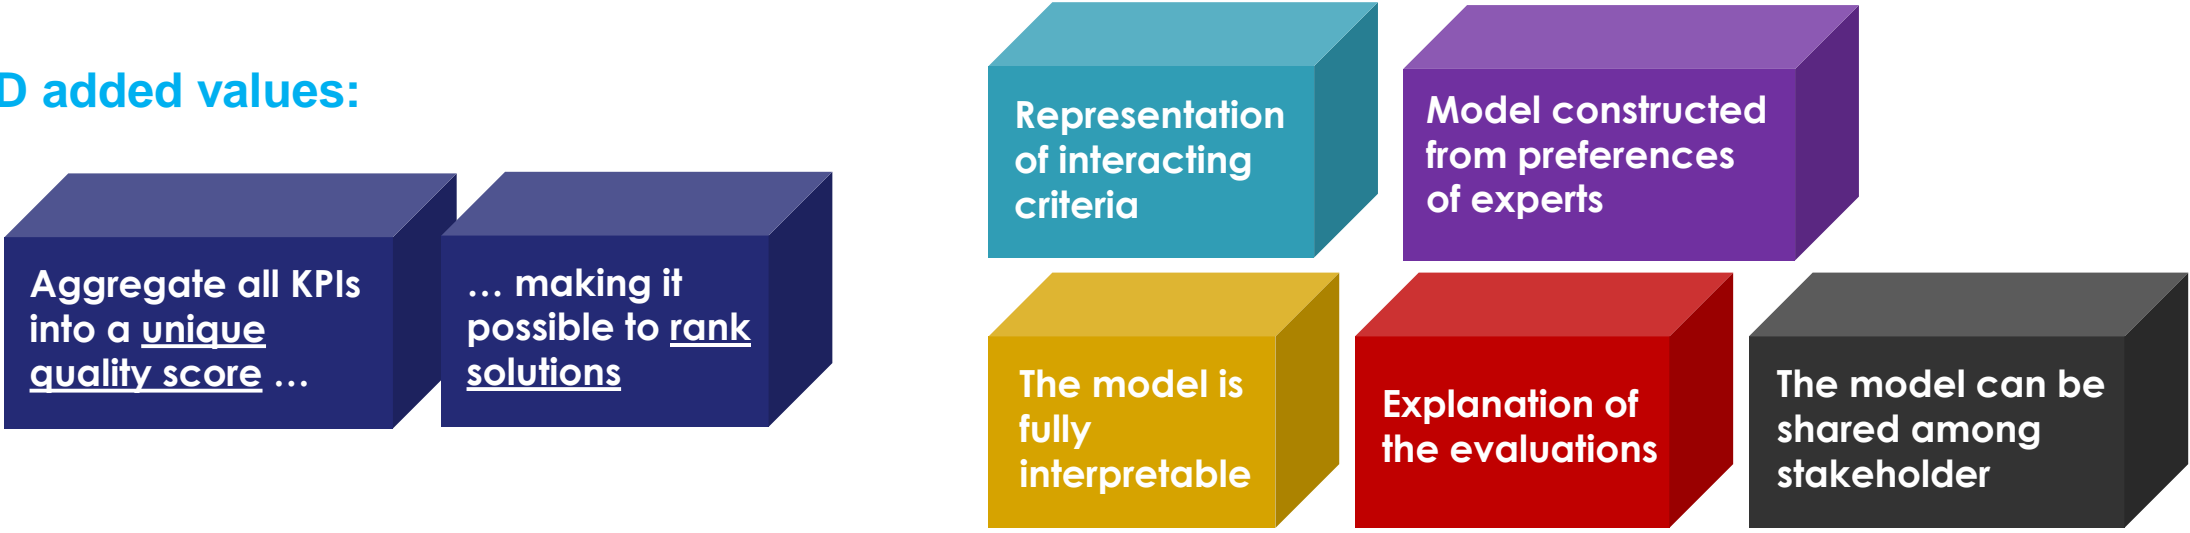 D added values:
Aggregate all KPIs
into a unique
quality score …
… making it
possible to rank
solutions
Representation
of interacting
criteria
Model constructed
from preferences
of experts
The model is
fully
interpretable
Explanation of
the evaluations
The model can be
shared among
stakeholder